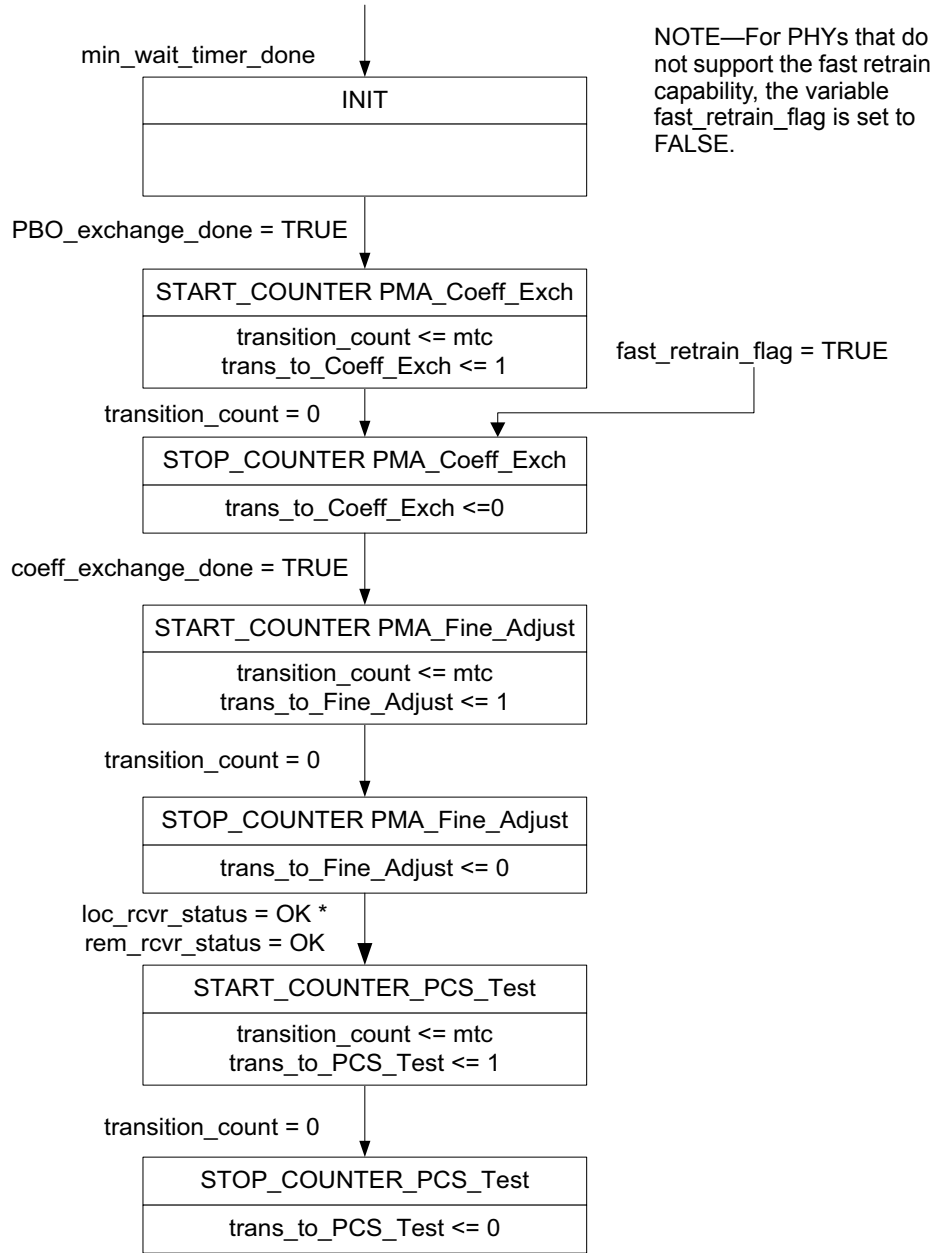 min_wait_timer_done
NOTE—For PHYs that do
not support the fast retrain
capability, the variable
fast_retrain_flag is set to
FALSE.
INIT
PBO_exchange_done = TRUE
START_COUNTER PMA_Coeff_Exch
transition_count <= mtc
trans_to_Coeff_Exch <= 1
fast_retrain_flag = TRUE
transition_count = 0
STOP_COUNTER PMA_Coeff_Exch
trans_to_Coeff_Exch <=0
coeff_exchange_done = TRUE
START_COUNTER PMA_Fine_Adjust
transition_count <= mtc
trans_to_Fine_Adjust <= 1
transition_count = 0
STOP_COUNTER PMA_Fine_Adjust
trans_to_Fine_Adjust <= 0
loc_rcvr_status = OK *
rem_rcvr_status = OK
START_COUNTER_PCS_Test
transition_count <= mtc
trans_to_PCS_Test <= 1
transition_count = 0
STOP_COUNTER_PCS_Test
trans_to_PCS_Test <= 0